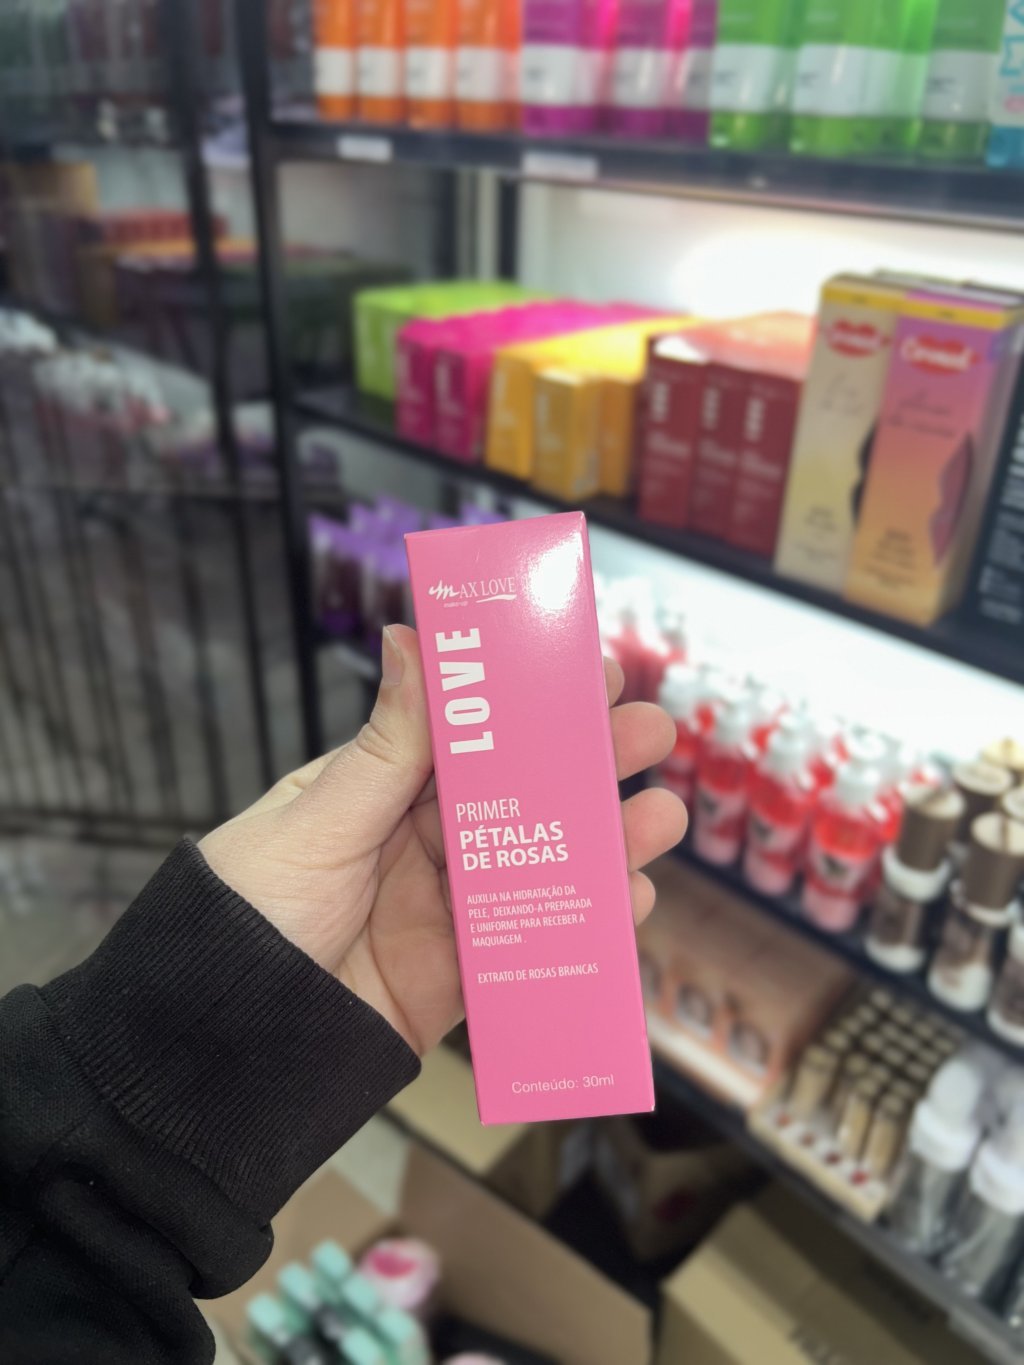 MAX LOVE
make-up
LOVE
PRIMER
PÉTALAS
DE ROSAS
AUXILIA NA HIDRATAÇÃO DA
PELE, DEIXANDO-A PREPARADA
E UNIFORME PARA RECEBER A
MAQUIAGEM .
EXTRATO DE ROSAS BRANCAS
Conteúdo: 30ml